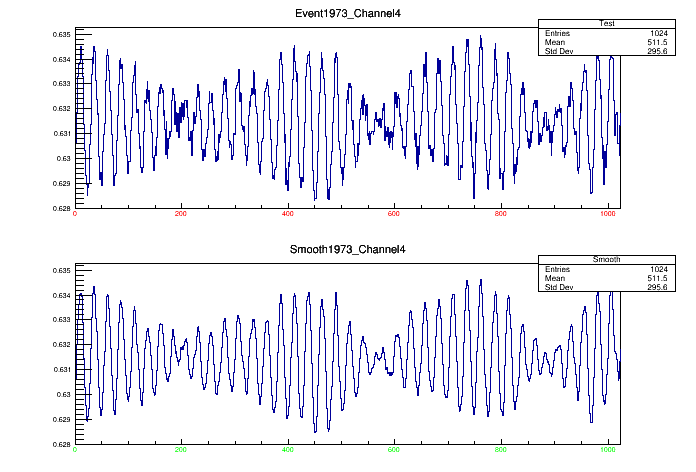 Event1973_Channel4
Test
Entries 1024
Mean 511.5
Std Dev 295.6
0.635
0.634
0.633
0.632
0.631
0.63
0.629
0.628
0 200 400 600 800 1000
Smooth1973_Channel4
Smooth
Entries 1024
Mean 511.5
Std Dev 295.6
0.635
0.634
0.633
0.632
0.631
0.63
0.629
0.628
0 200 400 600 800 1000